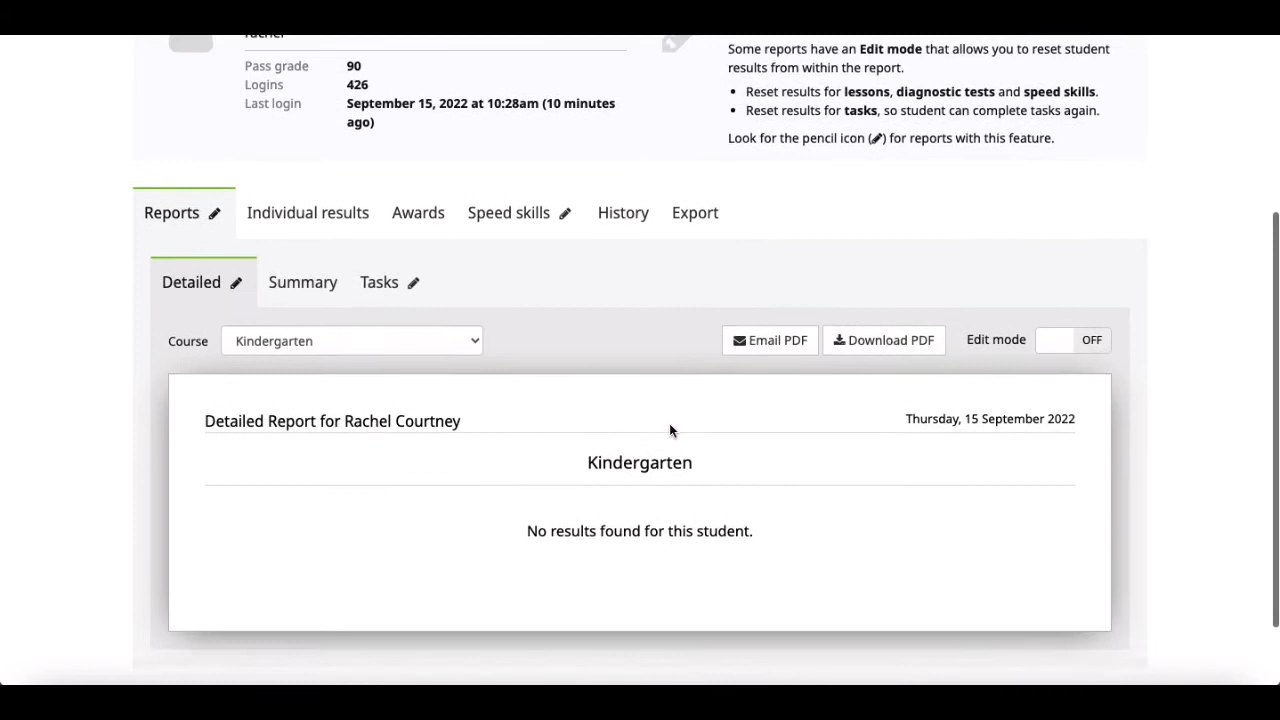 rachel
Pass grade 90
Logins 426
Last login September 15, 2022 at 10:28am (10 minutes
ago)
Some reports have an Edit mode that allows you to reset student
results from within the report.
• Reset results for lessons, diagnostic tests and speed skills.
• Reset results for tasks, so student can complete tasks again.
Look for the pencil icon () for reports with this feature.
Reports Individual results Awards Speed skills History Export
Detailed Summary Tasks
Course Kindergarten Email PDF Download PDF Edit mode OFF
Detailed Report for Rachel Courtney Thursday, 15 September 2022
Kindergarten
No results found for this student.